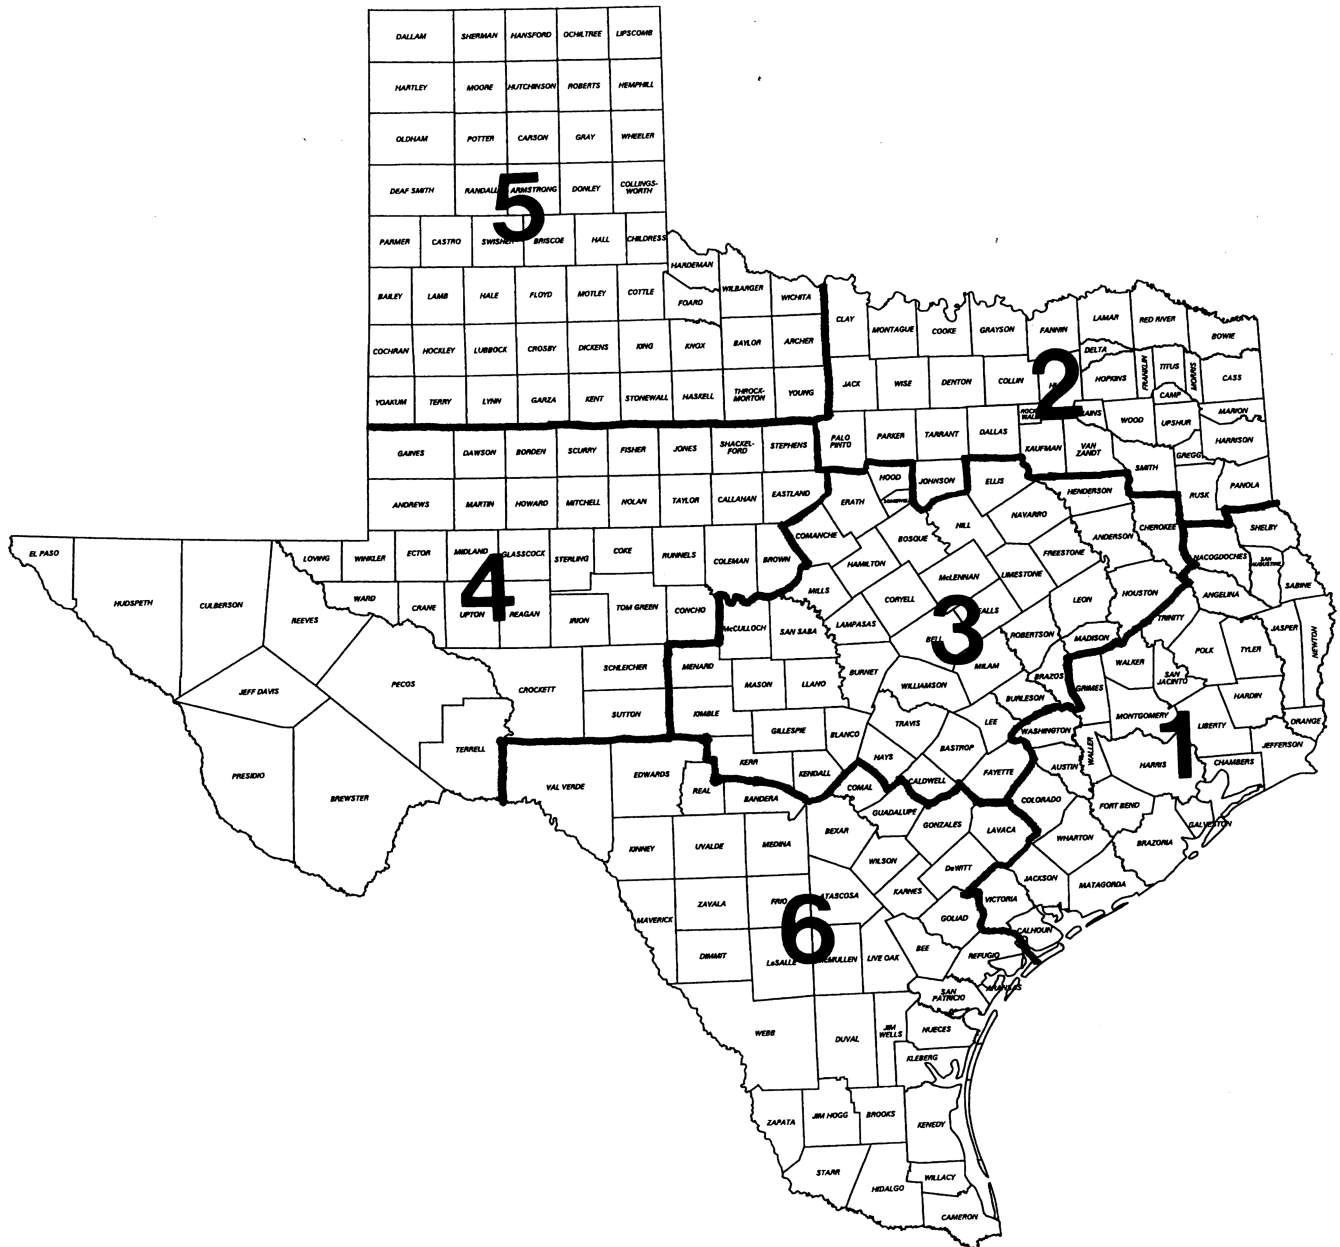 DALLAM SHERMAN HANSFORD OCHILTREE LIPSCOMB
HARTLEY MOORE HUTCHINSON ROBERTS HEMPHILL
OLDHAM POTTER CARSON GRAY WHEELER
DEAF SMITH RANDALL ARMSTRONG DONLEY COLLINGS-
WORTH
5
PARMER CASTRO SWISHER BRISCOE HALL CHILDRESS
HARDEMAN
BAILEY LAMB HALE FLOYD MOTLEY COTTLE FOARD WILBARGER WICHITA
CLAY MONTAGUE COOKE GRAYSON FANNIN LAMAR RED RIVER BOWIE
COCHRAN HOCKLEY LUBBOCK CROSBY DICKENS KING KNOX BAYLOR ARCHER
DELTA
JACK WISE DENTON COLLIN HOPKINS FRANKLIN TITUS MORRIS CASS
2
YOAKUM TERRY LYNN GARZA KENT STONEWALL HASKELL THROCK-
MORTON YOUNG
CAMP
WOOD UPSHUR MARION
GAINES DAWSON BORDEN SCURRY FISHER JONES SHACKEL-
FORD STEPHENS
PALO
PINTO PARKER TARRANT DALLAS KAUFMAN VAN
ZANDT SMITH GREGG HARRISON
ANDREWS MARTIN HOWARD MITCHELL NOLAN TAYLOR CALLAHAN EASTLAND
ERATH HOOD JOHNSON ELLIS HENDERSON RUSK PANOLA
HILL NAVARRO CHEROKEE SHELBY
EL PASO LOVING WINKLER ECTOR MIDLAND GLASSCOCK STERLING COKE RUNNELS COLEMAN BROWN
COMANCHE BOSQUE ANDERSON
HAMILTON FREESTONE NACOGDOCHES SAN
AUGUSTINE
HUDSPETH CULBERSON REEVES WARD CRANE UPTON REAGAN IRION TOM GREEN CONCHO
4
MILLS CORYELL McLENNAN LIMESTONE HOUSTON SABINE
LEON ANGELINA
McCULLOCH SAN SABA LAMPASAS BELL ROBERTSON MADISON TRINITY JASPER NEWTON
3
JEFF DAVIS PECOS CROCKETT SCHLEICHER MENARD MASON LLANO BURNET WILLIAMSON MILAM BRAZOS GRIMES WALKER SAN
JACINTO POLK TYLER
SUTTON KIMBLE BURLESON HARDIN
GILLESPIE BLANCO TRAVIS LEE WASHINGTON MONTGOMERY LIBERTY ORANGE
1
PRESIDIO BREWSTER TERRELL HAYS BASTROP WALLER HARRIS JEFFERSON
VAL VERDE EDWARDS KERR KENDALL CALDWELL FAYETTE AUSTIN CHAMBERS
REAL BANDERA COMAL COLORADO FORT BEND
GUADALUPE GALVESTON
BEXAR GONZALES LAVACA WHARTON BRAZORIA
KINNEY UVALDE MEDINA WILSON DeWITT JACKSON MATAGORDA
MAVERICK ZAVALA FRIO ATASCOSA KARNES VICTORIA
6
GOLIAD CALHOUN
DIMMIT LaSALLE LIVE OAK BEE REFUGIO
SAN
PATRICIO
WEBB DUVAL JIM
WELLS NUECES
KLEBERG
ZAPATA JIM HOGG BROOKS KENEDY
STARR HIDALGO WILLACY
CAMERON